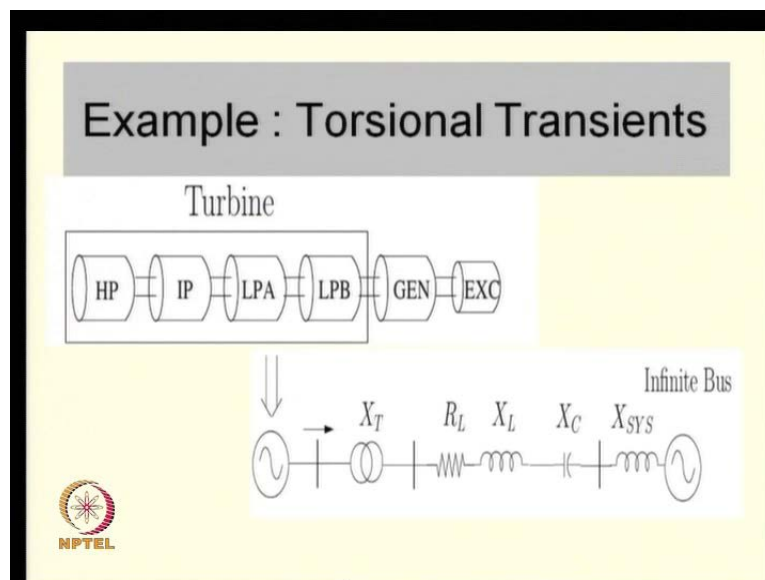 Example : Torsional Transients
Turbine
HP IP LPA LPB GEN EXC
Infinite Bus
X_T R_L X_L X_C X_SYS
NPTEL